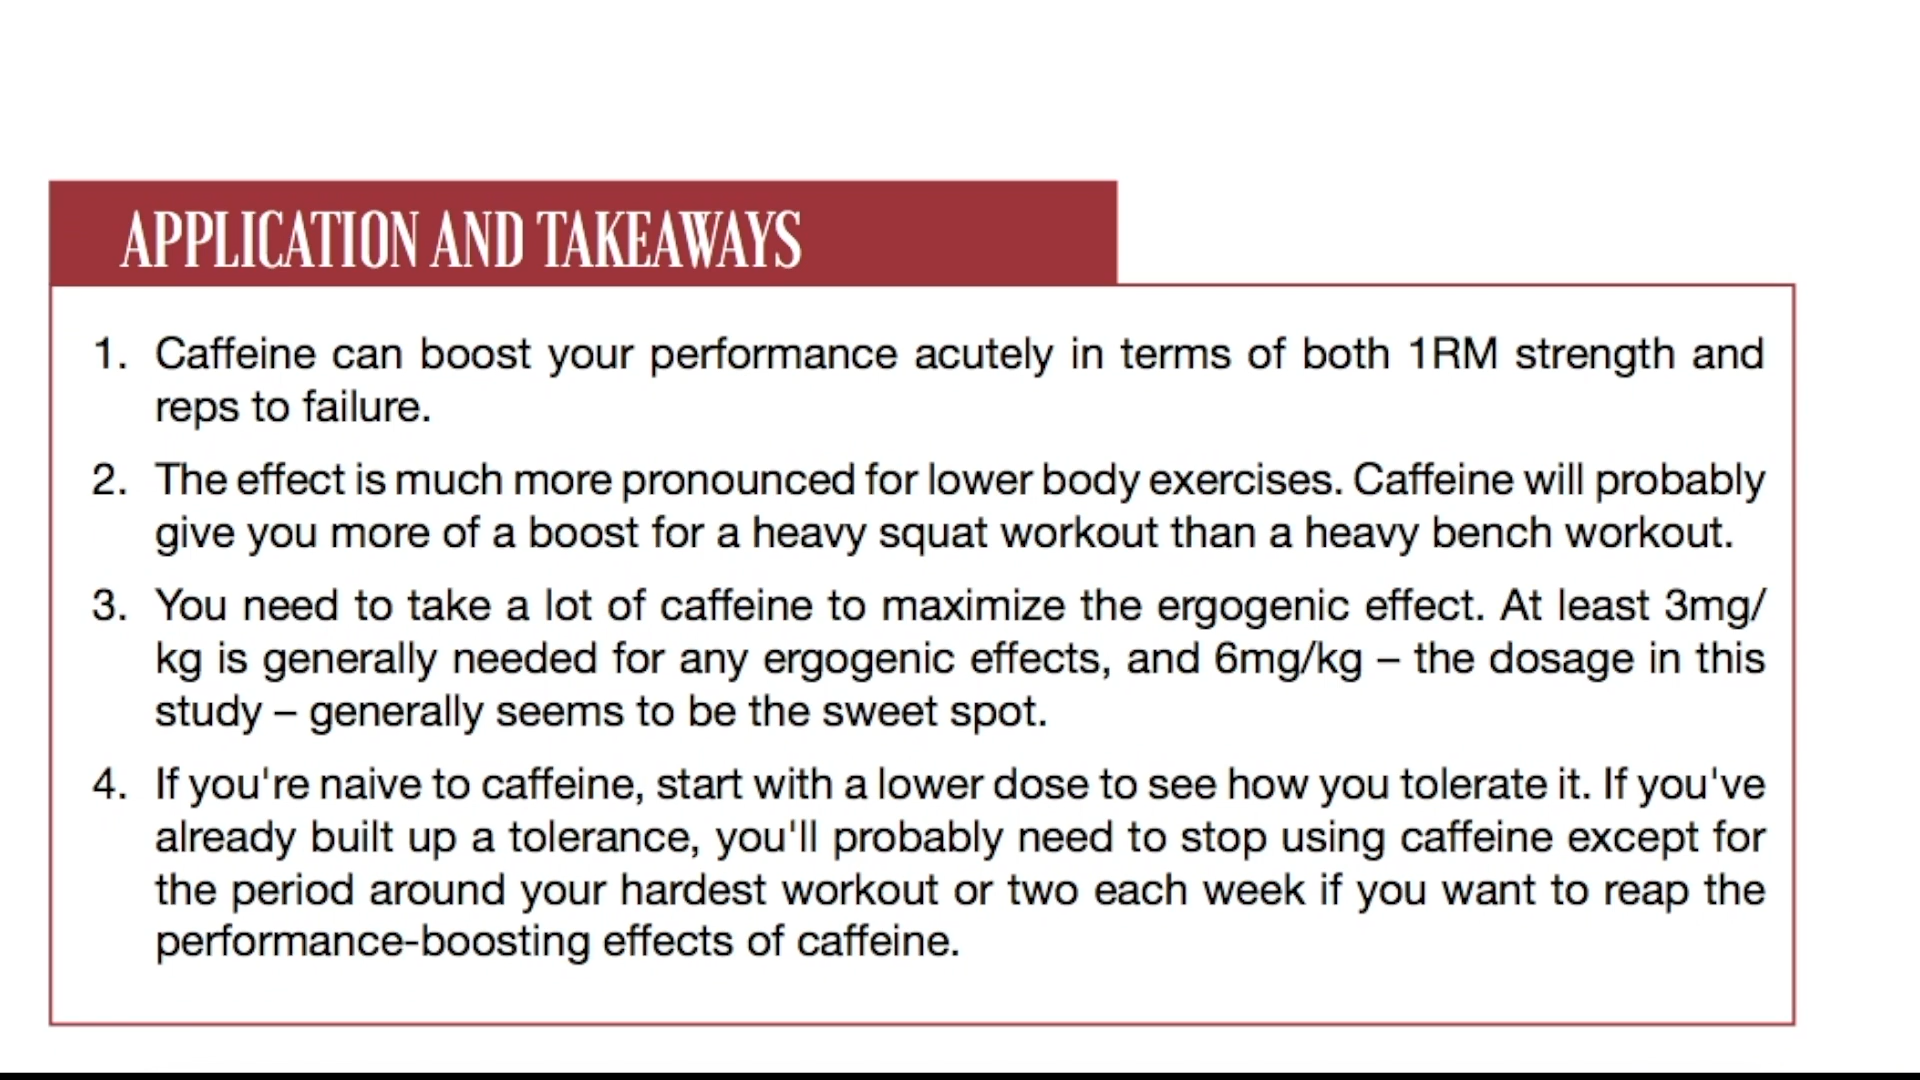 APPLICATION AND TAKEAWAYS
1. Caffeine can boost your performance acutely in terms of both 1RM strength and
reps to failure.
2. The effect is much more pronounced for lower body exercises. Caffeine will probably
give you more of a boost for a heavy squat workout than a heavy bench workout.
3. You need to take a lot of caffeine to maximize the ergogenic effect. At least 3mg/
kg is generally needed for any ergogenic effects, and 6mg/kg – the dosage in this
study – generally seems to be the sweet spot.
4. If you're naive to caffeine, start with a lower dose to see how you tolerate it. If you've
already built up a tolerance, you'll probably need to stop using caffeine except for
the period around your hardest workout or two each week if you want to reap the
performance-boosting effects of caffeine.